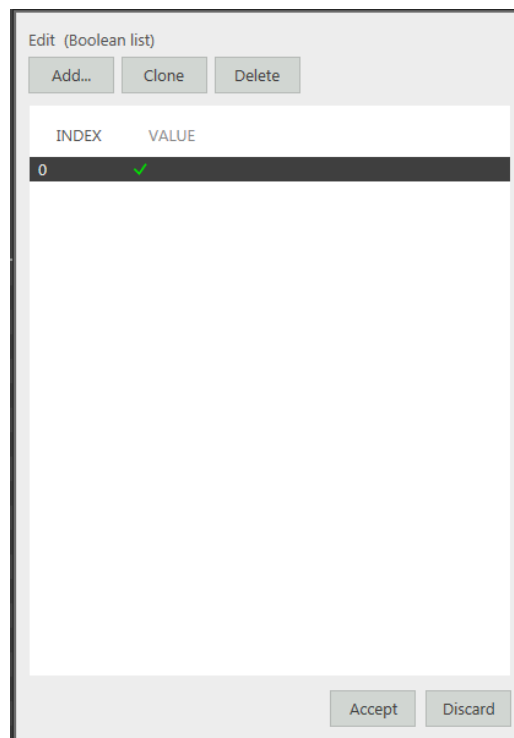 Edit (Boolean list)
Add... Clone Delete
INDEX VALUE
0
Accept Discard